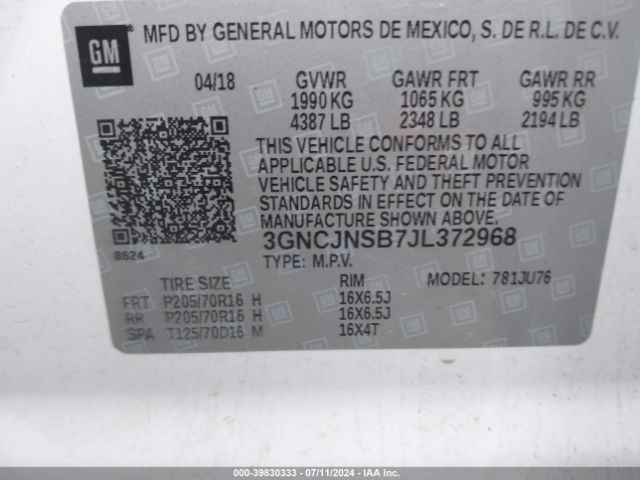 GM
MFD BY GENERAL MOTORS DE MEXICO, S. DE R.L. DE C.V.
04/18 GVWR GAWR FRT GAWR RR
1990 KG 1065 KG 995 KG
4387 LB 2348 LB 2194 LB
THIS VEHICLE CONFORMS TO ALL
APPLICABLE U.S. FEDERAL MOTOR
VEHICLE SAFETY AND THEFT PREVENTION
STANDARDS IN EFFECT ON THE DATE OF
MANUFACTURE SHOWN ABOVE.
8624 3GNCJNSB7JL372968
TYPE: M.P.V.
TIRE SIZE RIM MODEL: 781JU76
FRT P205/70R16 H 16X6.5J
RR P205/70R16 H 16X6.5J
SPA T125/70D16 M 16X4T
000-39830333 - 07/11/2024 - IAA Buffalo